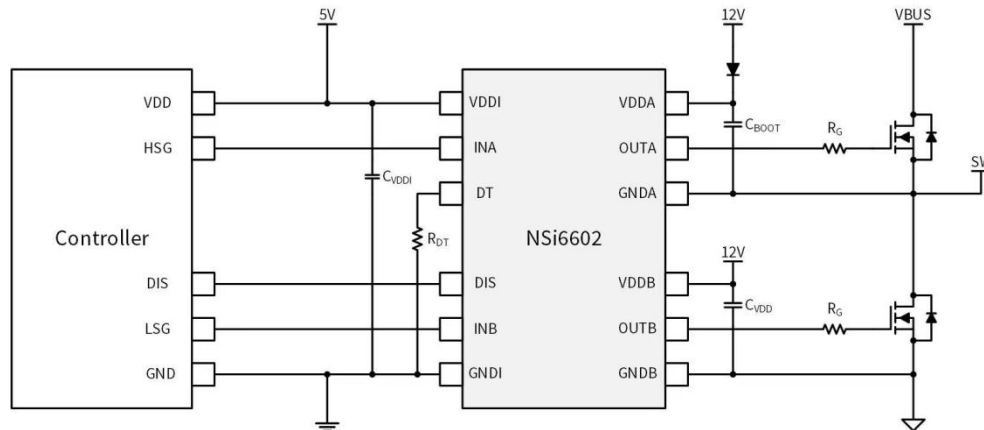 5V
12V
VBUS
VDD
VDDI
VDDA
C_BOOT
R_G
HSG
INA
OUTA
SW
C_VDDI
DT
GNDA
Controller
R_DT
NSi6602
12V
DIS
DIS
VDDB
C_VDD
R_G
LSG
INB
OUTB
GND
GNDI
GNDB